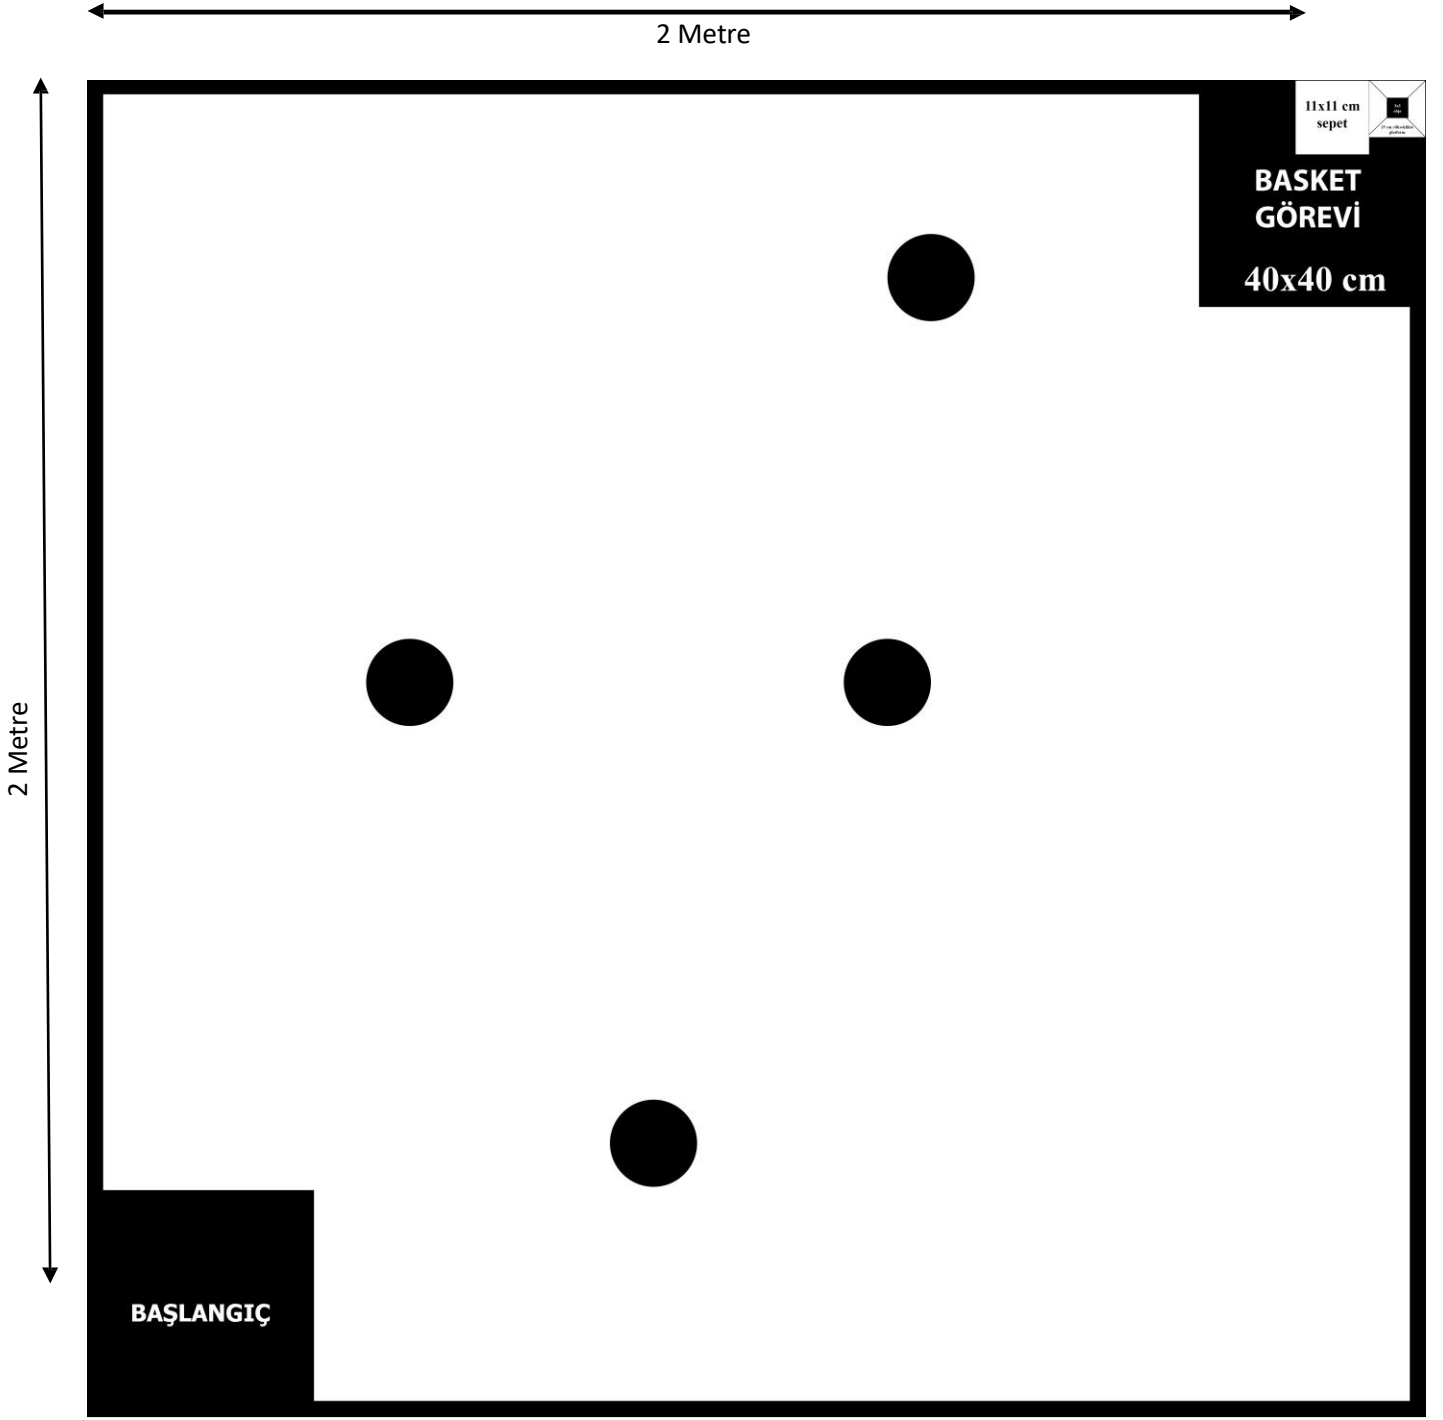 2 Metre
11x11 cm
sepet
BASKET
GÖREVİ
40x40 cm
2 Metre
BAŞLANGIÇ